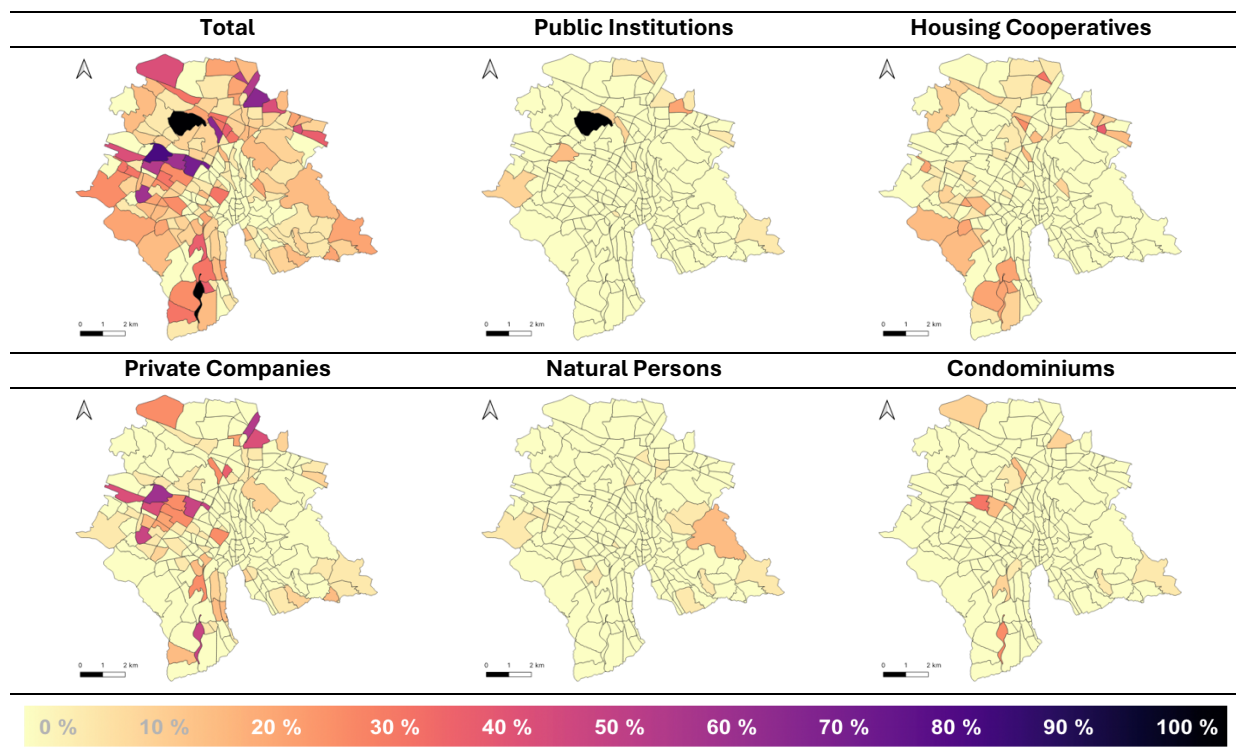 Total Public Institutions Housing Cooperatives
0 1 2 km 0 1 2 km 0 1 2 km
Private Companies Natural Persons Condominiums
0 1 2 km 0 1 2 km 0 1 2 km
0 % 10 % 20 % 30 % 40 % 50 % 60 % 70 % 80 % 90 % 100 %